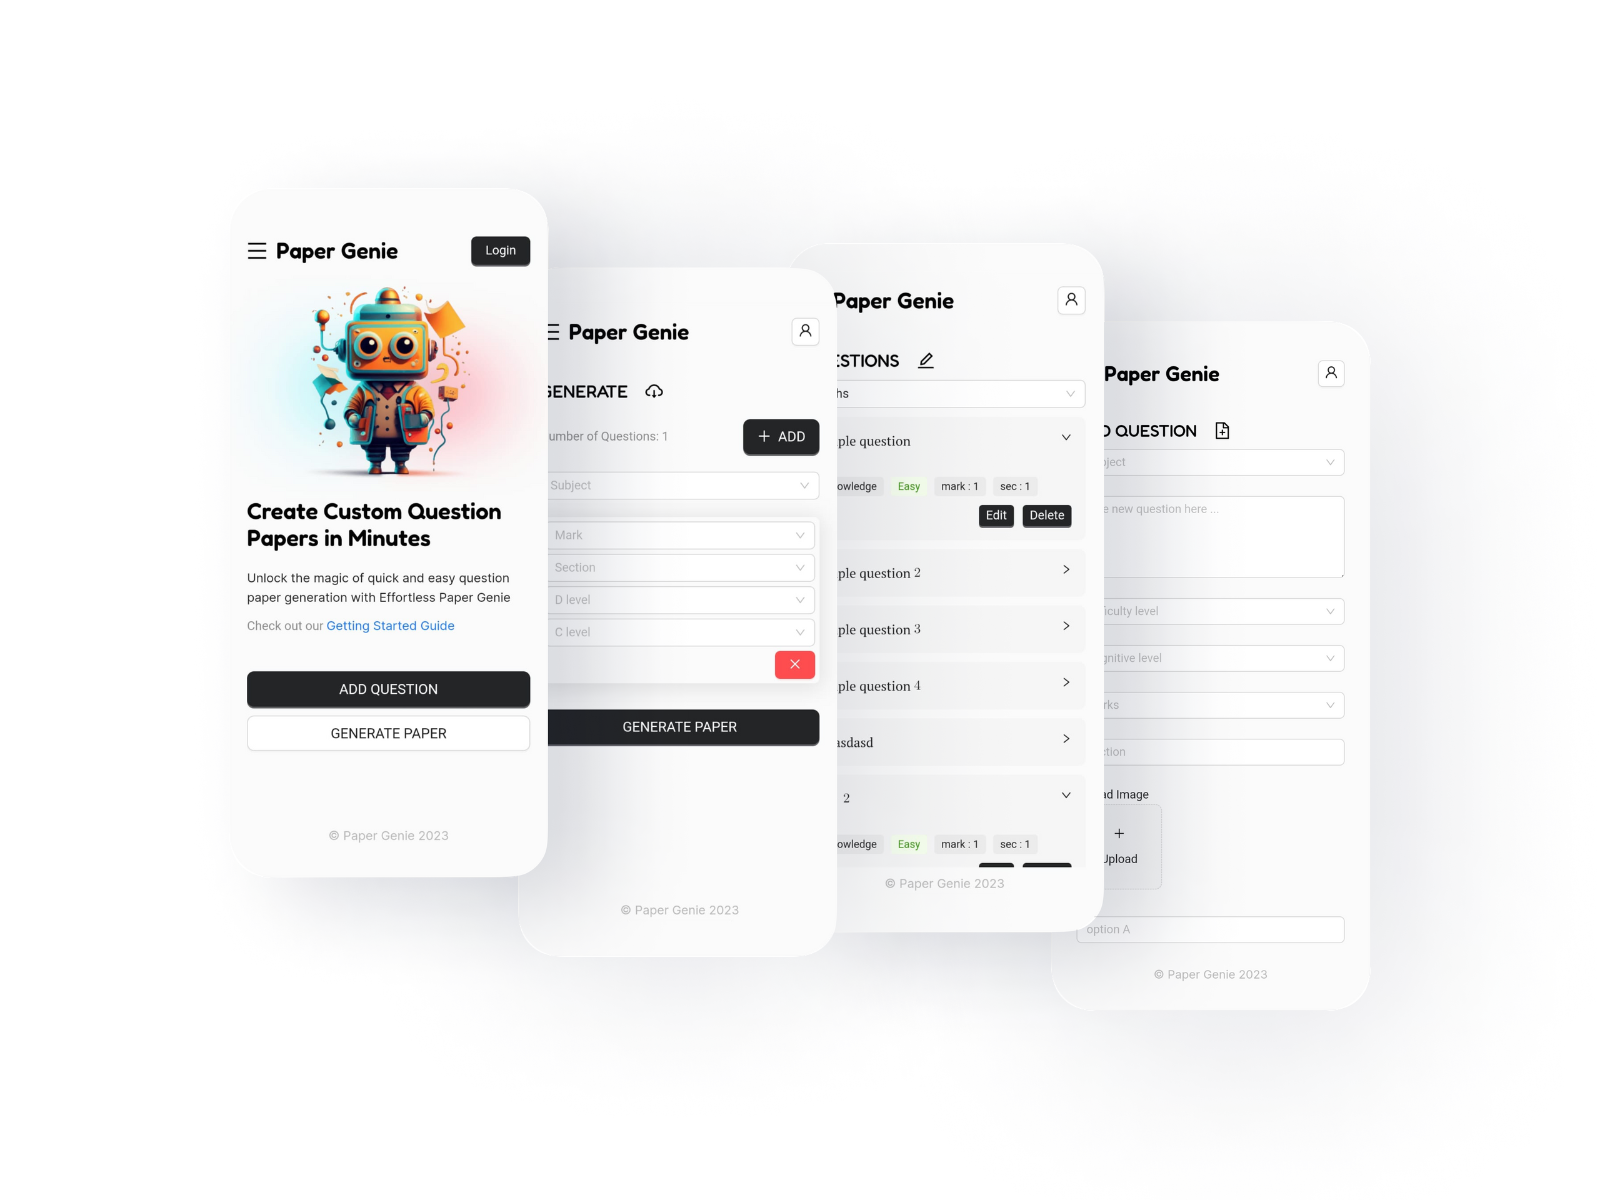 Paper Genie
Login
Create Custom Question
Papers in Minutes
Unlock the magic of quick and easy question
paper generation with Effortless Paper Genie
Check out our Getting Started Guide
ADD QUESTION
GENERATE PAPER
© Paper Genie 2023
Paper Genie
GENERATE
umber of Questions: 1
+ ADD
Subject
Mark
Section
D level
C level
GENERATE PAPER
© Paper Genie 2023
Paper Genie
ESTIONS
hs
ple question
owledge Easy mark : 1 sec : 1
Edit Delete
ple question 2
ple question 3
ple question 4
asdasd
2
owledge Easy mark : 1 sec : 1
© Paper Genie 2023
Paper Genie
D QUESTION
ject
e new question here ...
iculty level
gnitive level
rks
ction
ad Image
+
Upload
option A
© Paper Genie 2023